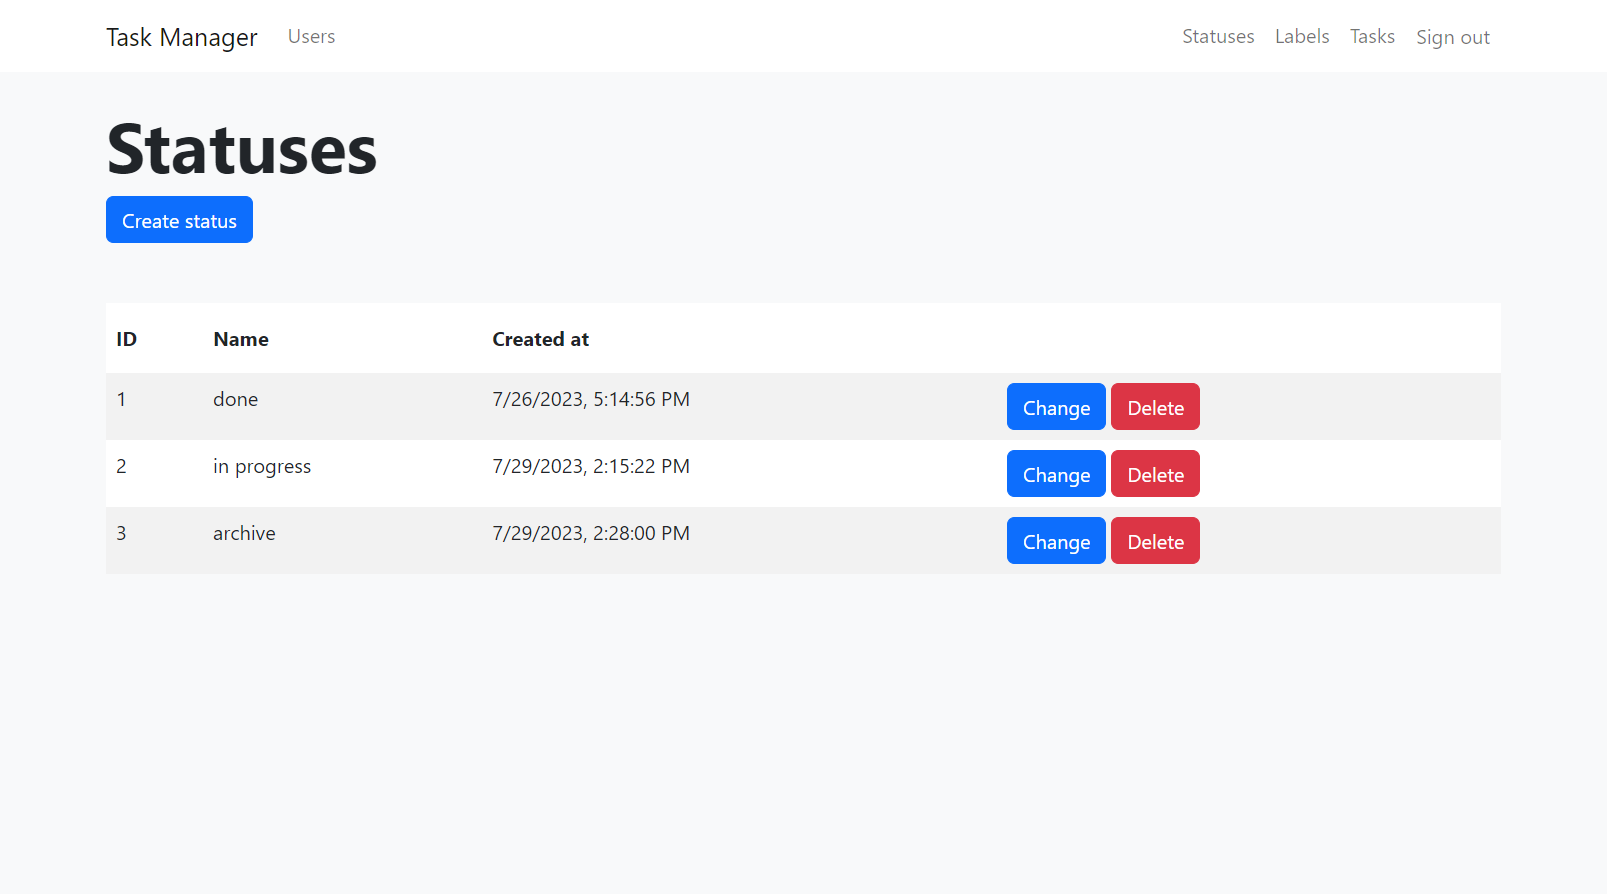 Task Manager Users Statuses Labels Tasks Sign out
Statuses
Create status
ID Name Created at
1 done 7/26/2023, 5:14:56 PM Change Delete
2 in progress 7/29/2023, 2:15:22 PM Change Delete
3 archive 7/29/2023, 2:28:00 PM Change Delete